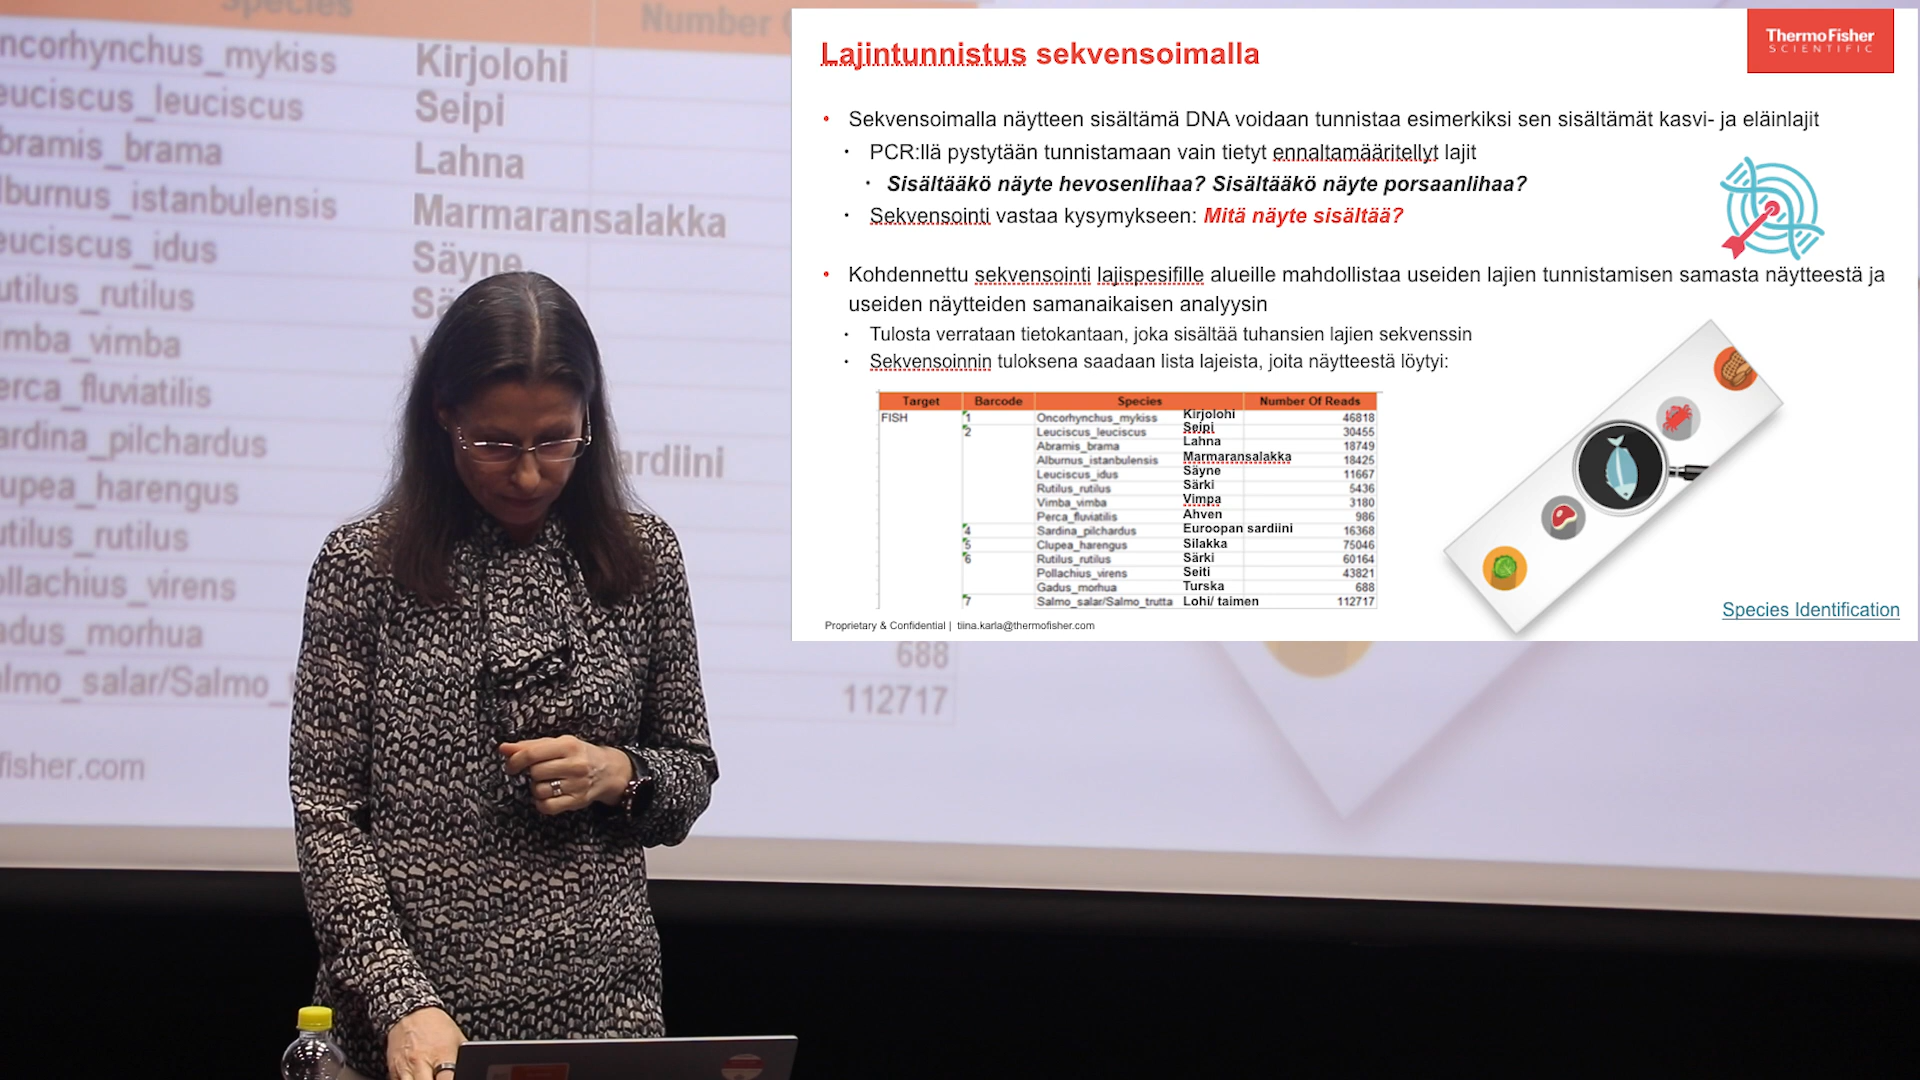 Species
Number
ncorhynchus_mykiss Kirjolohi
euciscus_leuciscus Seipi
bramis_brama Lahna
lburnus_istanbulensis Marmaransalakka
euciscus_idus Säyne
utilus_rutilus Sä
imba_vimba
erca_fluviatilis
ardina_pilchardus ardiini
upea_harengus
utilus_rutilus
ollachius_virens
adus_morhua 688
almo_salar/Salmo_ 112717
fisher.com
Lajintunnistus sekvensoimalla
ThermoFisher
SCIENTIFIC
• Sekvensoimalla näytteen sisältämä DNA voidaan tunnistaa esimerkiksi sen sisältämät kasvi- ja eläinlajit
• PCR:llä pystytään tunnistamaan vain tietyt ennaltamääritellyt lajit
• Sisältääkö näyte hevosenlihaa? Sisältääkö näyte porsaanlihaa?
• Sekvensointi vastaa kysymykseen: Mitä näyte sisältää?
• Kohdennettu sekvensointi lajispesifille alueille mahdollistaa useiden lajien tunnistamisen samasta näytteestä ja
useiden näytteiden samanaikaisen analyysin
• Tulosta verrataan tietokantaan, joka sisältää tuhansien lajien sekvenssin
• Sekvensoinnin tuloksena saadaan lista lajeista, joita näytteestä löytyi:
Target Barcode Species Number Of Reads
FISH 1 Oncorhynchus_mykiss Kirjolohi 46818
2 Leuciscus_leuciscus Seipi 30455
Abramis_brama Lahna 18749
Alburnus_istanbulensis Marmaransalakka 18425
Leuciscus_idus Säyne 11667
Rutilus_rutilus Särki 5436
Vimba_vimba Vimpa 3180
Perca_fluviatilis Ahven 986
4 Sardina_pilchardus Euroopan sardiini 16368
5 Clupea_harengus Silakka 75046
6 Rutilus_rutilus Särki 60164
Pollachius_virens Seiti 43821
Gadus_morhua Turska 688
7 Salmo_salar/Salmo_trutta Lohi/ taimen 112717
Species Identification
Proprietary & Confidential | tiina.karla@thermofisher.com